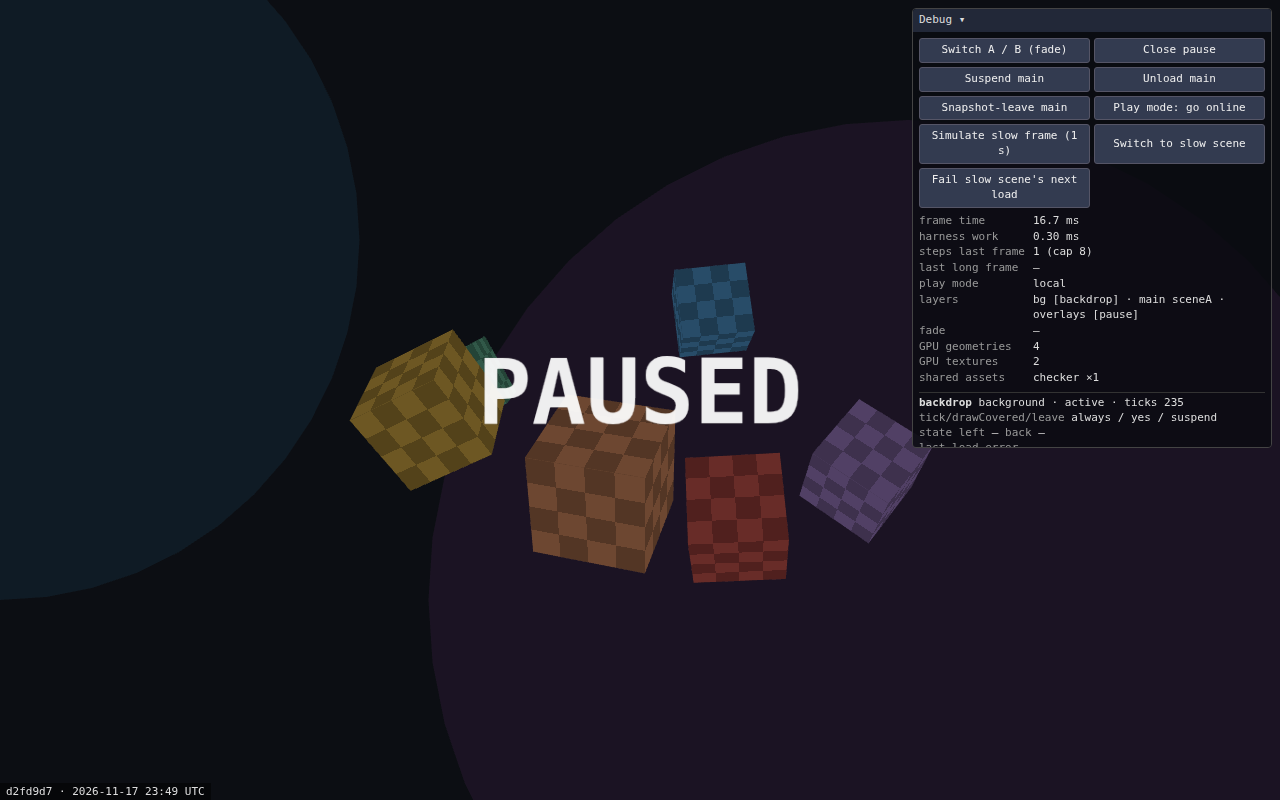 Debug ▾
Switch A / B (fade)
Close pause
Suspend main
Unload main
Snapshot-leave main
Play mode: go online
Simulate slow frame (1
s)
Switch to slow scene
Fail slow scene's next
load
frame time 16.7 ms
harness work 0.30 ms
steps last frame 1 (cap 8)
last long frame —
play mode local
layers bg [backdrop] · main sceneA ·
overlays [pause]
fade —
GPU geometries 4
GPU textures 2
shared assets checker ×1
backdrop background · active · ticks 235
tick/drawCovered/leave always / yes / suspend
state left — back —
last load error
PAUSED
d2fd9d7 · 2026-11-17 23:49 UTC